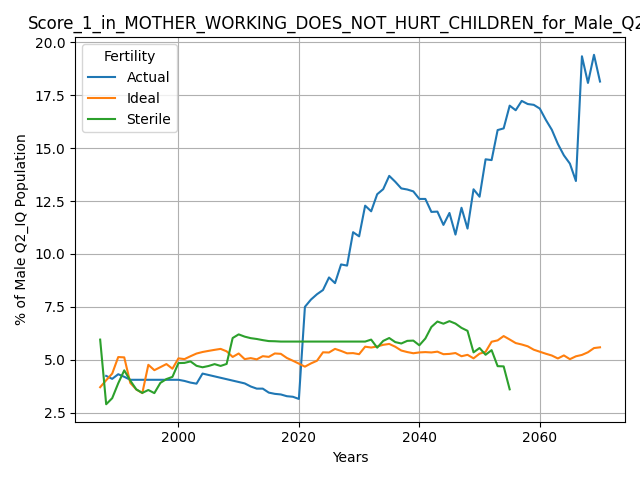 Score_1_in_MOTHER_WORKING_DOES_NOT_HURT_CHILDREN_for_Male_Q2
20.0
17.5
15.0
12.5
10.0
7.5
5.0
2.5
% of Male Q2_IQ Population
Fertility
Actual
Ideal
Sterile
2000
2020
2040
2060
Years